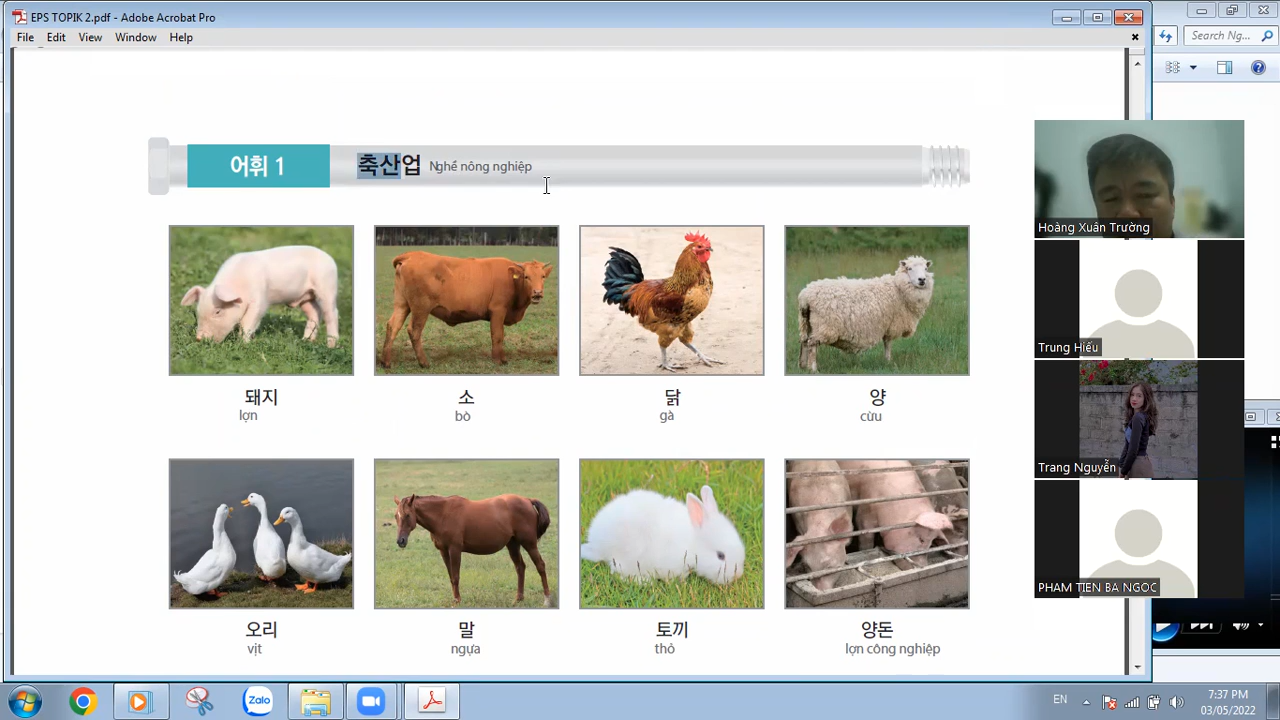 EPS TOPIK 2.pdf - Adobe Acrobat Pro
Search Ng...
File Edit View Window Help
어휘 1 축산업 Nghề nông nghiệp
돼지 소 닭 양
lợn bò gà cừu
오리 말 토끼 양돈
vịt ngựa thỏ lợn công nghiệp
Hoàng Xuân Trường
Trung Hiếu
Trang Nguyễn
PHAM TIEN BA NGOC
Zalo
EN
7:37 PM
03/05/2022